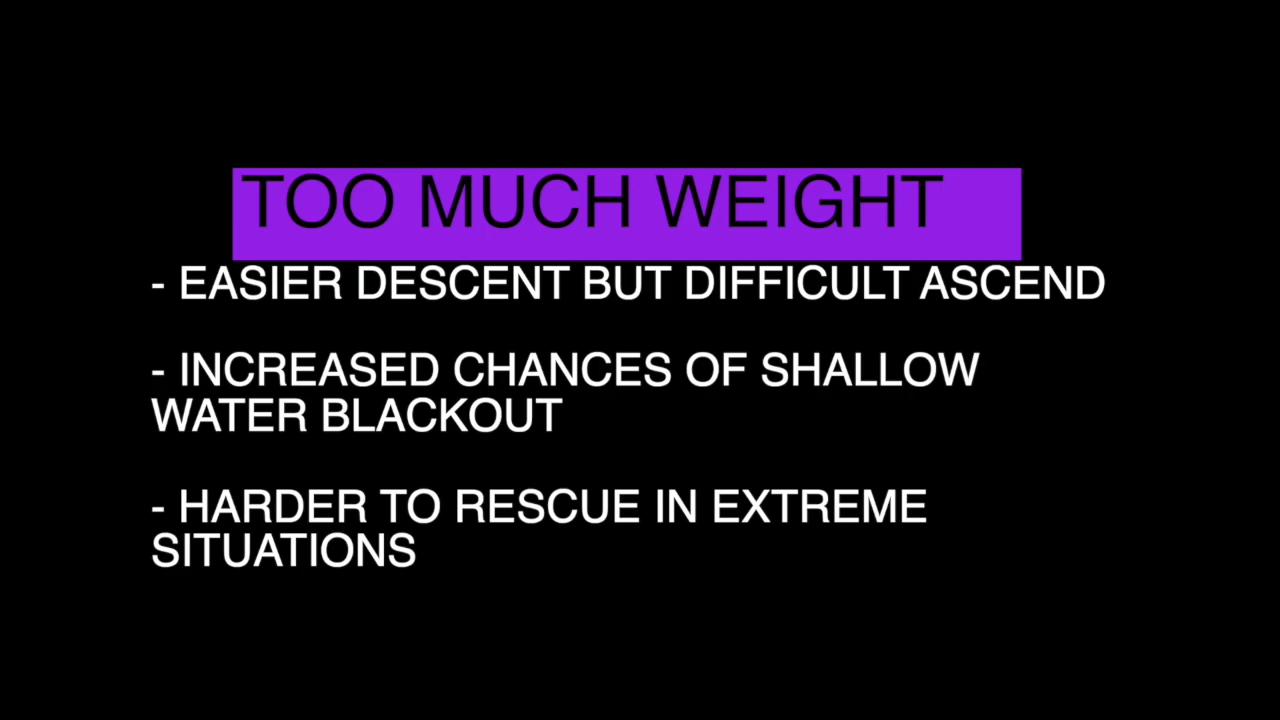 TOO MUCH WEIGHT
- EASIER DESCENT BUT DIFFICULT ASCEND
- INCREASED CHANCES OF SHALLOW
WATER BLACKOUT
- HARDER TO RESCUE IN EXTREME
SITUATIONS